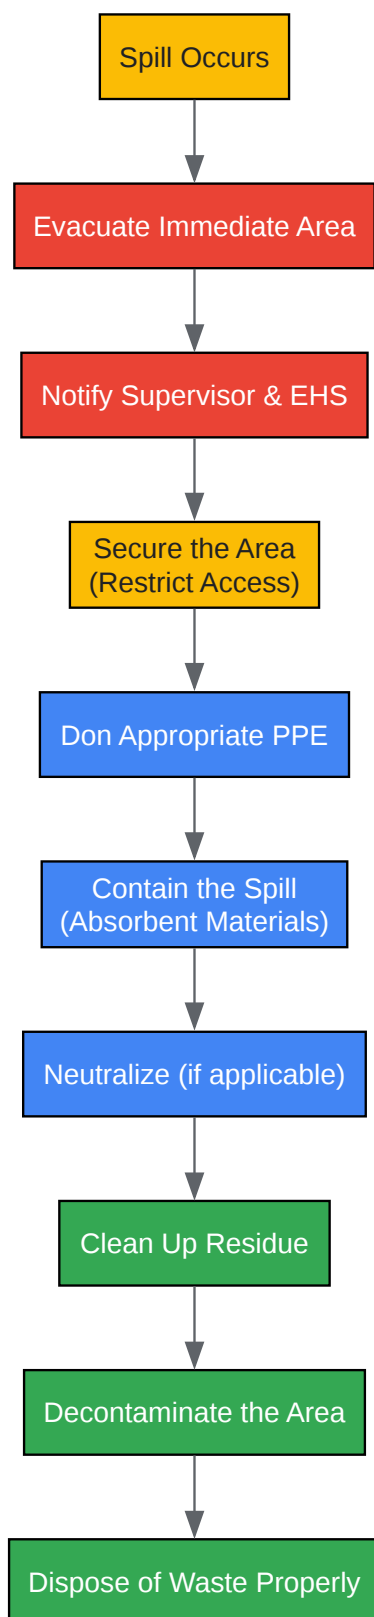 Spill Occurs
Evacuate Immediate Area
Notify Supervisor & EHS
Secure the Area
(Restrict Access)
Don Appropriate PPE
Contain the Spill
(Absorbent Materials)
Neutralize (if applicable)
Clean Up Residue
Decontaminate the Area
Dispose of Waste Properly